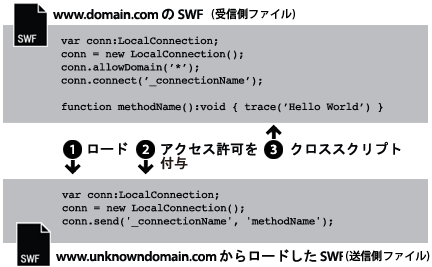 www.domain.com の SWF (受信側ファイル)
SWF
var conn:LocalConnection;
conn = new LocalConnection();
conn.allowDomain('*');
conn.connect('_connectionName');
function methodName():void { trace('Hello World') }
1 ロード
2 アクセス許可を
付与
3 クロススクリプト
var conn:LocalConnection;
conn = new LocalConnection();
conn.send('_connectionName', 'methodName');
SWF
www.unknowndomain.com からロードした SWF(送信側ファイル)